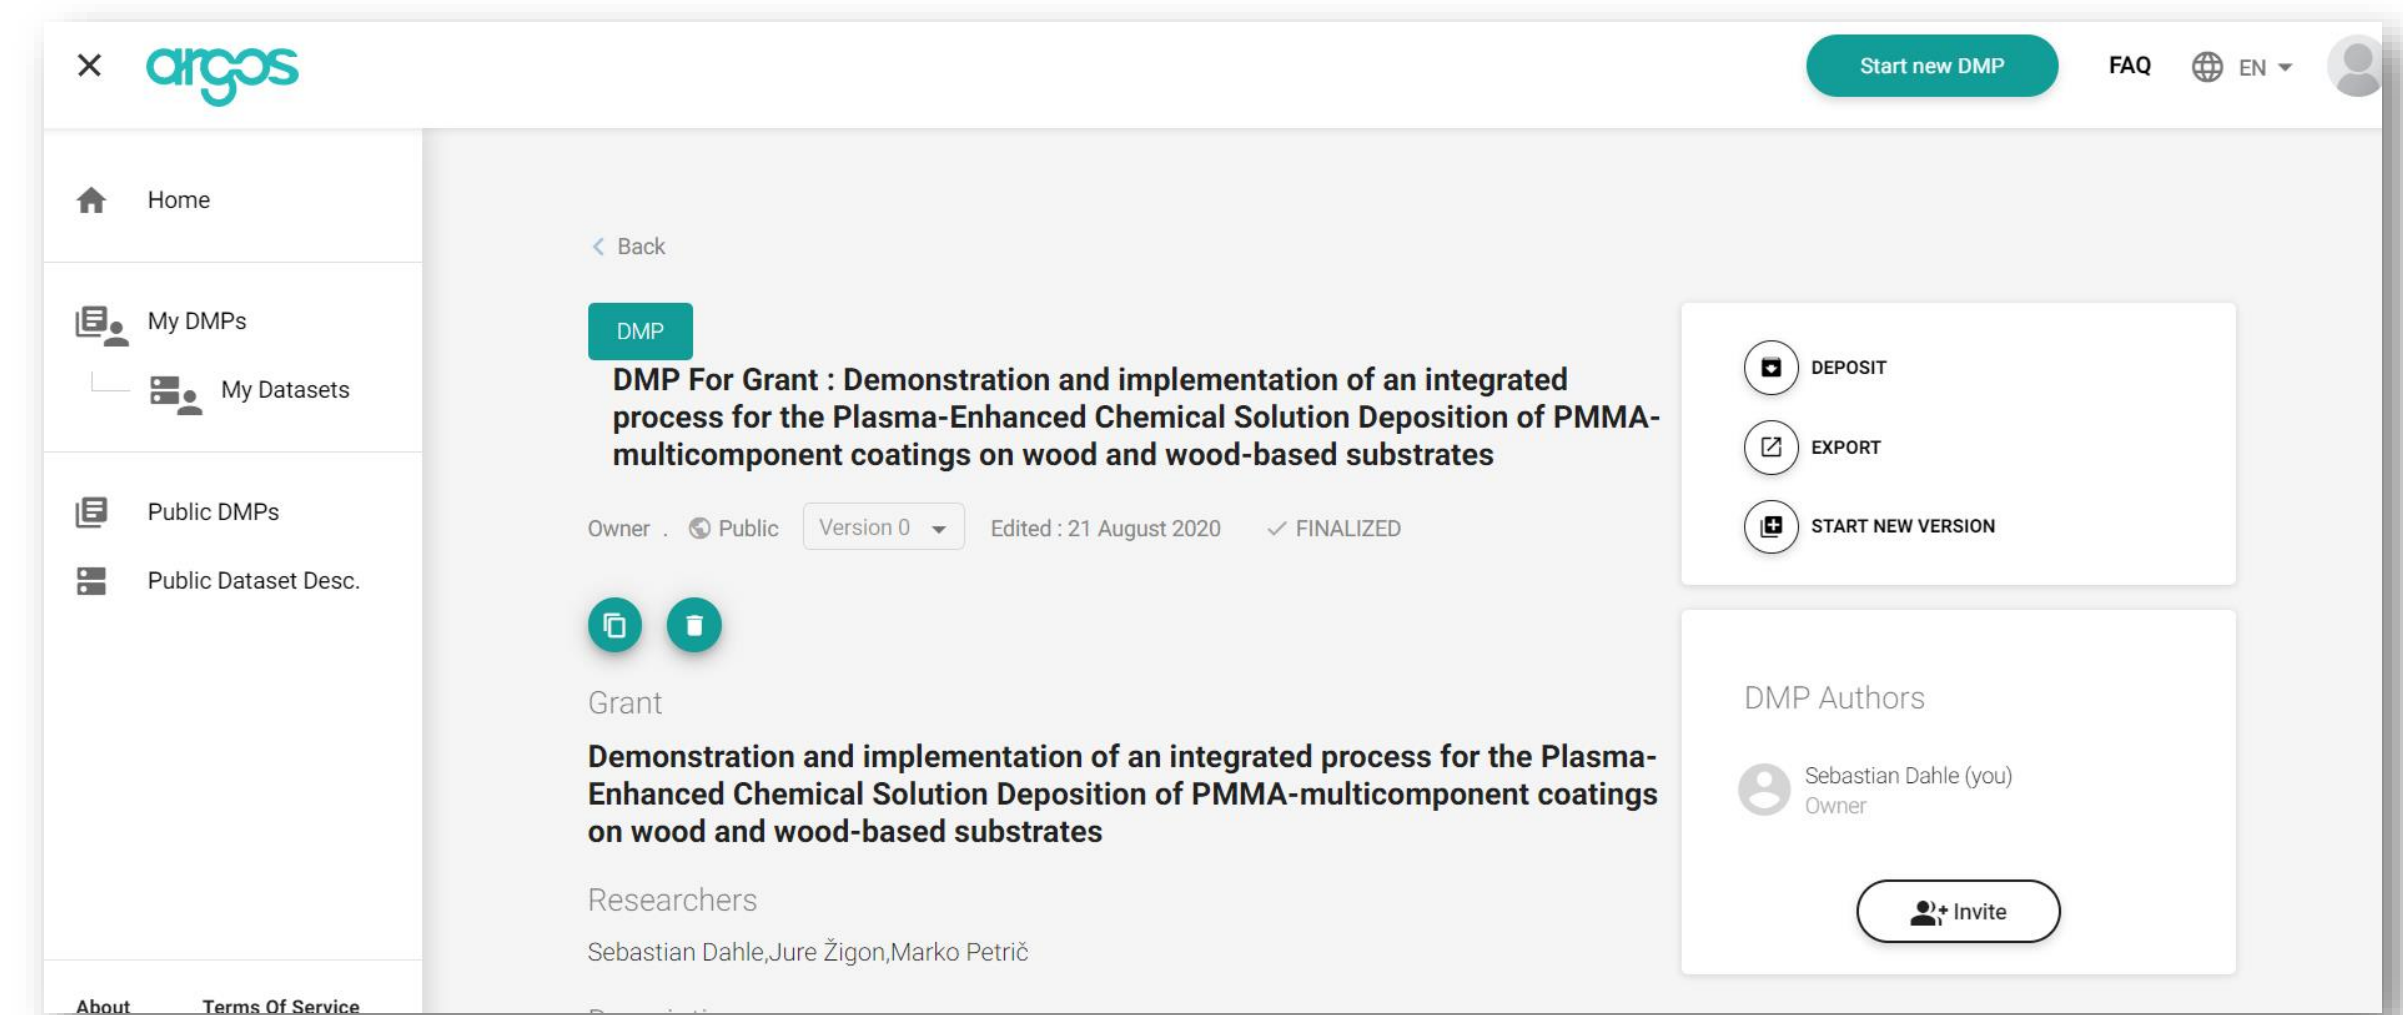 argos
Start new DMP
FAQ
EN
Home
My DMPs
My Datasets
Public DMPs
Public Dataset Desc.
About Terms Of Service
Back
DMP
DMP For Grant : Demonstration and implementation of an integrated
process for the Plasma-Enhanced Chemical Solution Deposition of PMMA-
multicomponent coatings on wood and wood-based substrates
Owner . Public Version 0 Edited : 21 August 2020 FINALIZED
Grant
Demonstration and implementation of an integrated process for the Plasma-
Enhanced Chemical Solution Deposition of PMMA-multicomponent coatings
on wood and wood-based substrates
Researchers
Sebastian Dahle,Jure Žigon,Marko Petrič
DEPOSIT
EXPORT
START NEW VERSION
DMP Authors
Sebastian Dahle (you)
Owner
Invite